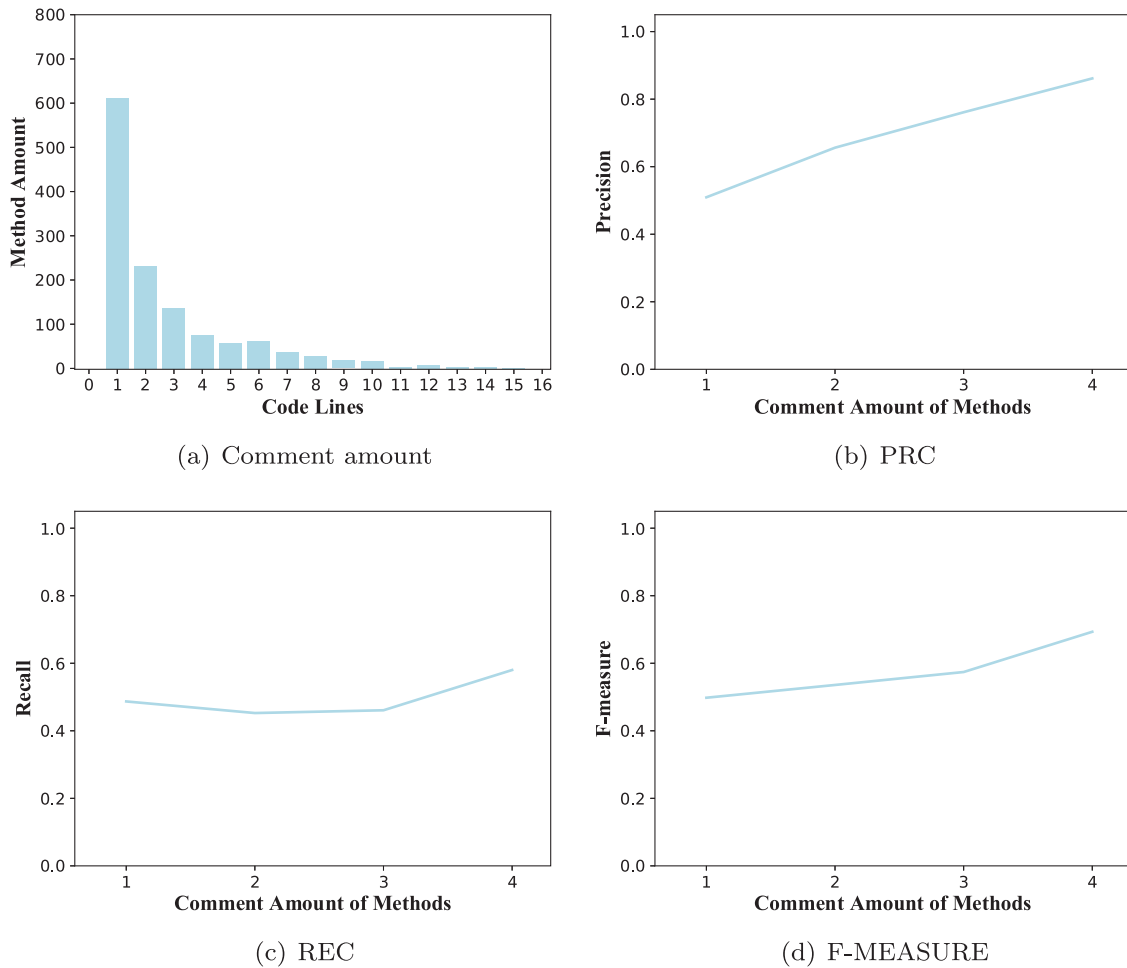 800
700
600
500
400
300
200
100
0
Method Amount
0 1 2 3 4 5 6 7 8 9 10 11 12 13 14 15 16
Code Lines
(a) Comment amount
1.0
0.8
0.6
0.4
0.2
0.0
Precision
1 2 3 4
Comment Amount of Methods
(b) PRC
1.0
0.8
0.6
0.4
0.2
0.0
Recall
1 2 3 4
Comment Amount of Methods
(c) REC
1.0
0.8
0.6
0.4
0.2
0.0
F-measure
1 2 3 4
Comment Amount of Methods
(d) F-MEASURE